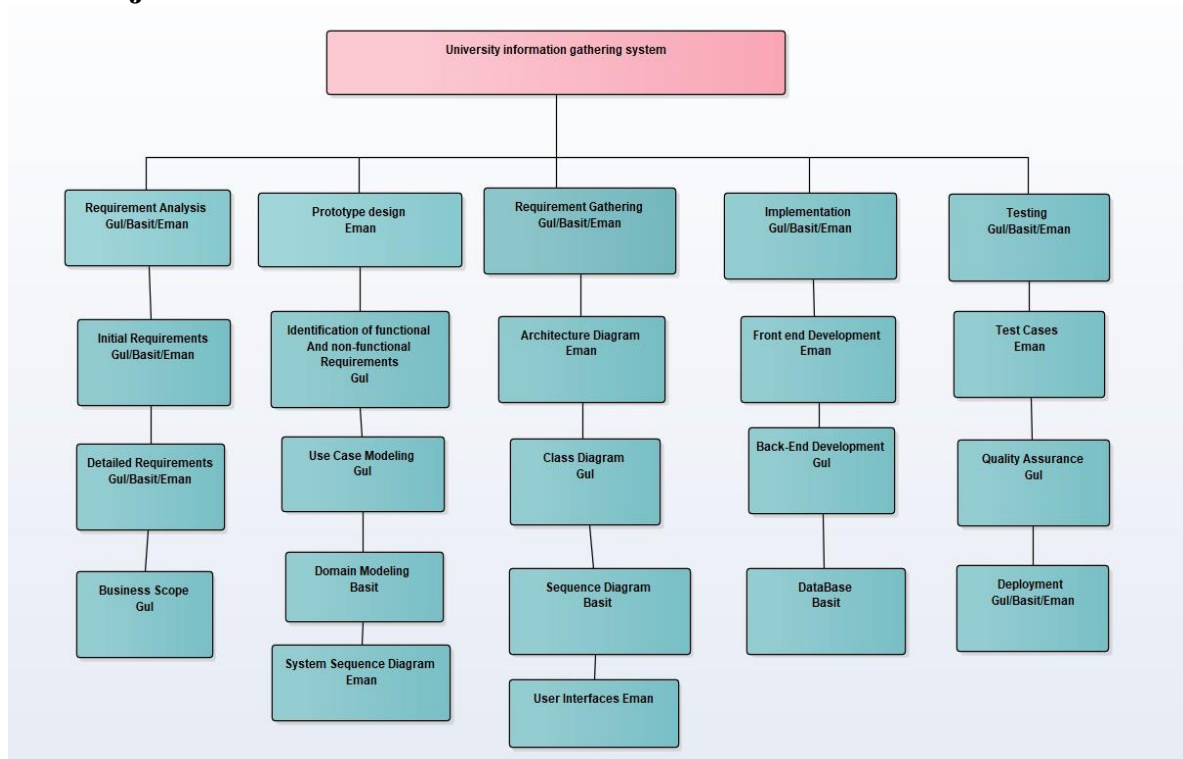 University information gathering system
Requirement Analysis
Gul/Basit/Eman
Initial Requirements
Gul/Basit/Eman
Detailed Requirements
Gul/Basit/Eman
Business Scope
Gul
Prototype design
Eman
Identification of functional
And non-functional
Requirements
Gul
Use Case Modeling
Gul
Domain Modeling
Basit
System Sequence Diagram
Eman
Requirement Gathering
Gul/Basit/Eman
Architecture Diagram
Eman
Class Diagram
Gul
Sequence Diagram
Basit
User Interfaces Eman
Implementation
Gul/Basit/Eman
Front end Development
Eman
Back-End Development
Gul
DataBase
Basit
Testing
Gul/Basit/Eman
Test Cases
Eman
Quality Assurance
Gul
Deployment
Gul/Basit/Eman